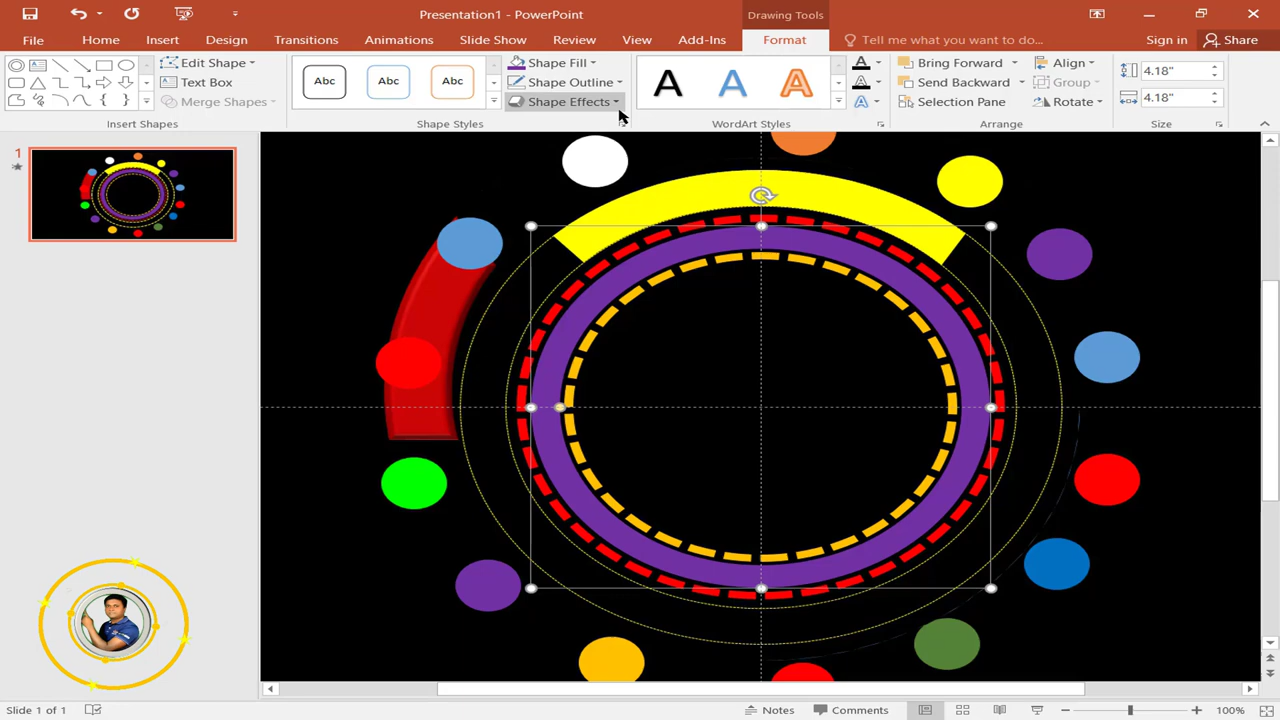 Presentation1 - PowerPoint
Drawing Tools
File Home Insert Design Transitions Animations Slide Show Review View Add-Ins Format Tell me what you want to do... Sign in Share
Edit Shape
Text Box
Merge Shapes
Insert Shapes
Abc Abc Abc
Shape Fill
Shape Outline
Shape Effects
Shape Styles
A A A
WordArt Styles
Bring Forward
Send Backward
Selection Pane
Align
Group
Rotate
Arrange
4.18"
4.18"
Size
1
Slide 1 of 1
Notes
Comments
100%